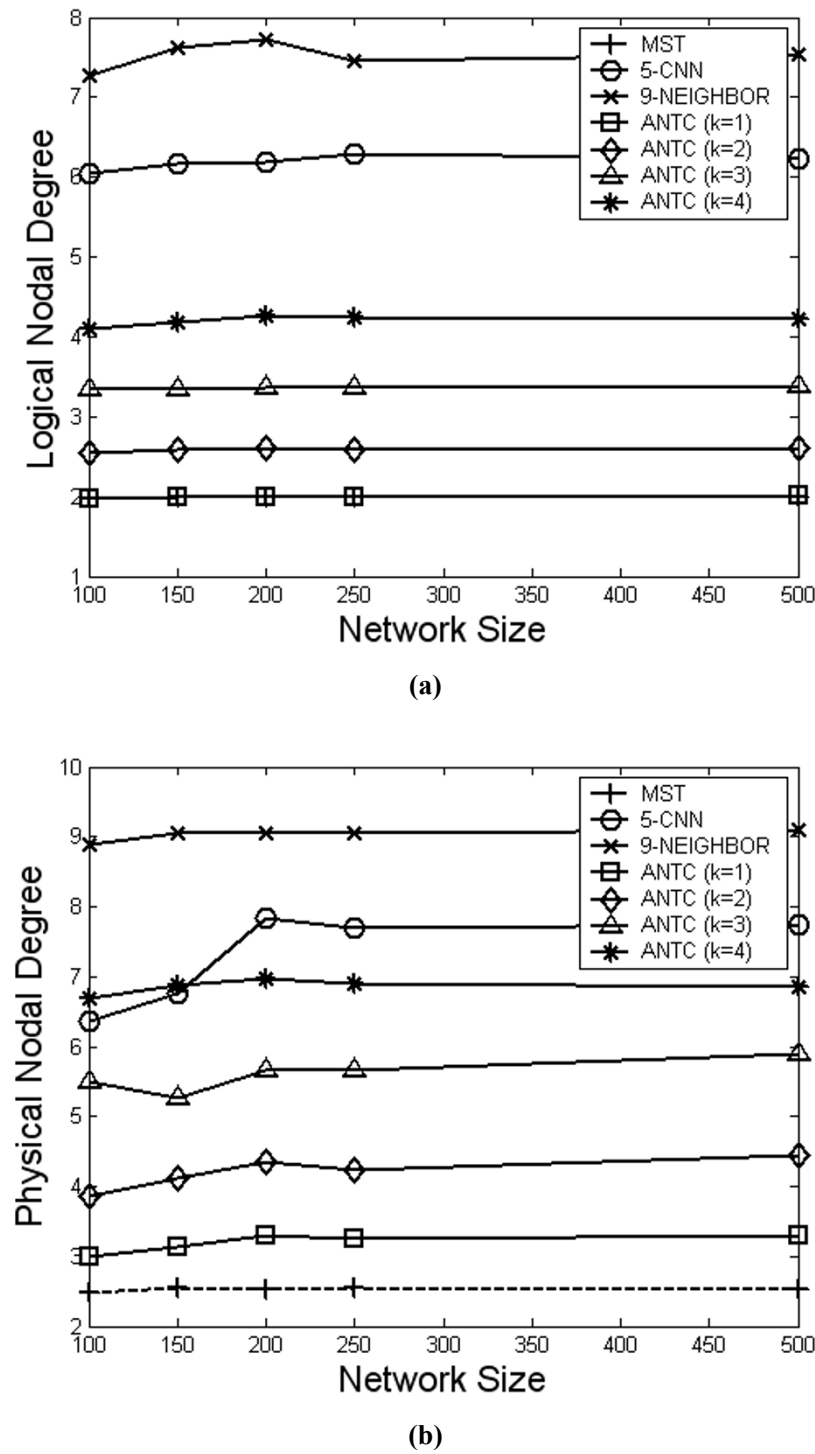 8
7
6
5
4
3
2
1
Logical Nodal Degree
MST
5-CNN
9-NEIGHBOR
ANTC (k=1)
ANTC (k=2)
ANTC (k=3)
ANTC (k=4)
100 150 200 250 300 350 400 450 500
Network Size
(a)
10
9
8
7
6
5
4
3
2
Physical Nodal Degree
MST
5-CNN
9-NEIGHBOR
ANTC (k=1)
ANTC (k=2)
ANTC (k=3)
ANTC (k=4)
100 150 200 250 300 350 400 450 500
Network Size
(b)